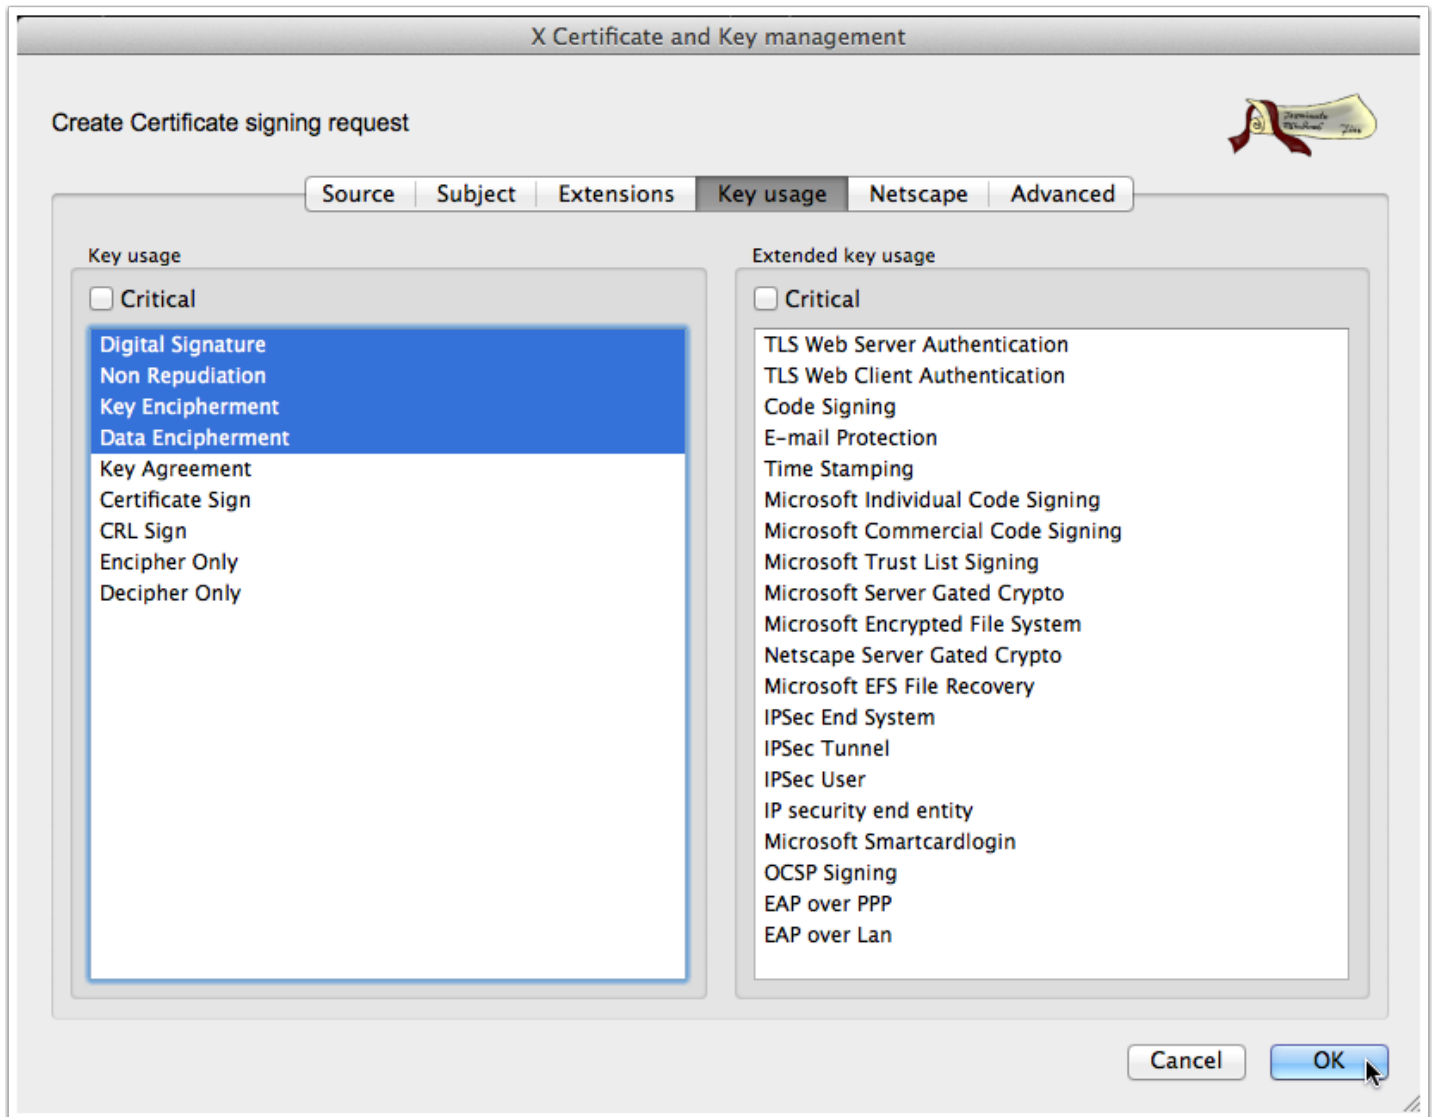 X Certificate and Key management
Create Certificate signing request
Source Subject Extensions Key usage Netscape Advanced
Key usage
Critical
Digital Signature
Non Repudiation
Key Encipherment
Data Encipherment
Key Agreement
Certificate Sign
CRL Sign
Encipher Only
Decipher Only
Extended key usage
Critical
TLS Web Server Authentication
TLS Web Client Authentication
Code Signing
E-mail Protection
Time Stamping
Microsoft Individual Code Signing
Microsoft Commercial Code Signing
Microsoft Trust List Signing
Microsoft Server Gated Crypto
Microsoft Encrypted File System
Netscape Server Gated Crypto
Microsoft EFS File Recovery
IPSec End System
IPSec Tunnel
IPSec User
IP security end entity
Microsoft Smartcardlogin
OCSP Signing
EAP over PPP
EAP over Lan
Cancel OK